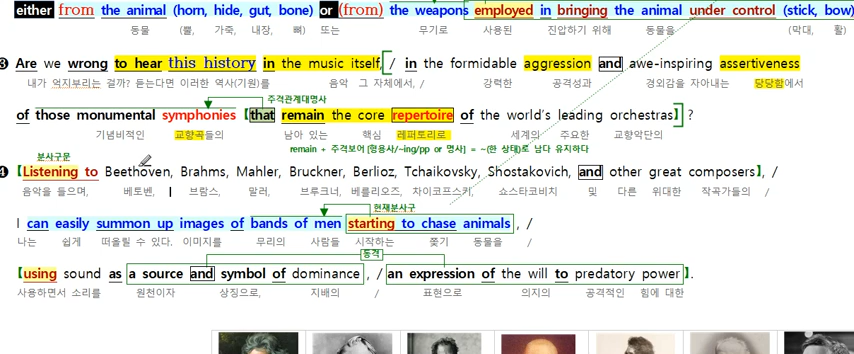 either from the animal (horn, hide, gut, bone) or (from) the weapons employed in bringing the animal under control (stick, bow)
동물 (뿔, 가죽, 내장, 뼈) 또는 무기로 사용된 진압하기 위해 동물을 (막대, 활)
❸ Are we wrong to hear this history in the music itself, / in the formidable aggression and awe-inspiring assertiveness
내가 억지부리는 걸까? 듣는다면 이러한 역사(기원)를 음악 그 자체에서, / 강력한 공격성과 경외감을 자아내는 당당함에서
주격관계대명사
of those monumental symphonies [that remain the core repertoire of the world's leading orchestras] ?
기념비적인 교향곡들의 남아 있는 핵심 레퍼토리로 세계의 주요한 교향악단의
remain + 주격보어 [형용사/~ing/pp or 명사] = ~(한 상태)로 남다 유지하다
분사구문
❹ [Listening to Beethoven, Brahms, Mahler, Bruckner, Berlioz, Tchaikovsky, Shostakovich, and other great composers], /
음악을 들으며, 베토벤, 브람스, 말러, 브루크너, 베를리오즈, 차이코프스키, 쇼스타코비치 및 다른 위대한 작곡가들의 /
현재분사구
I can easily summon up images of bands of men starting to chase animals, /
나는 쉽게 떠올릴 수 있다. 이미지를 무리의 사람들 시작하는 쫓기 동물을 /
동격
[using sound as a source and symbol of dominance, / an expression of the will to predatory power].
사용하면서 소리를 원천이자 상징으로, 지배의 / 표현으로 의지의 공격적인 힘에 대한